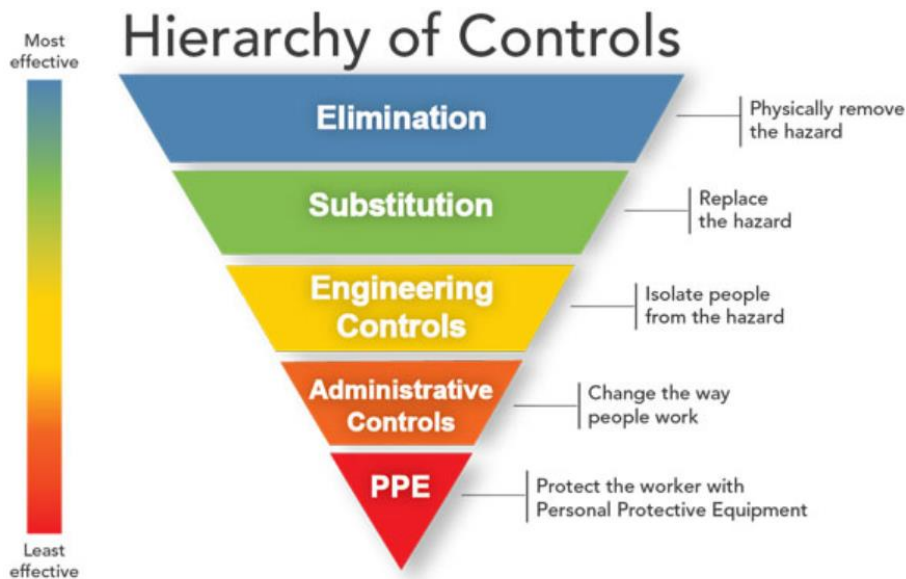 Hierarchy of Controls
Most
effective
Elimination
Physically remove
the hazard
Substitution
Replace
the hazard
Engineering
Controls
Isolate people
from the hazard
Administrative
Controls
Change the way
people work
PPE
Protect the worker with
Personal Protective Equipment
Least
effective